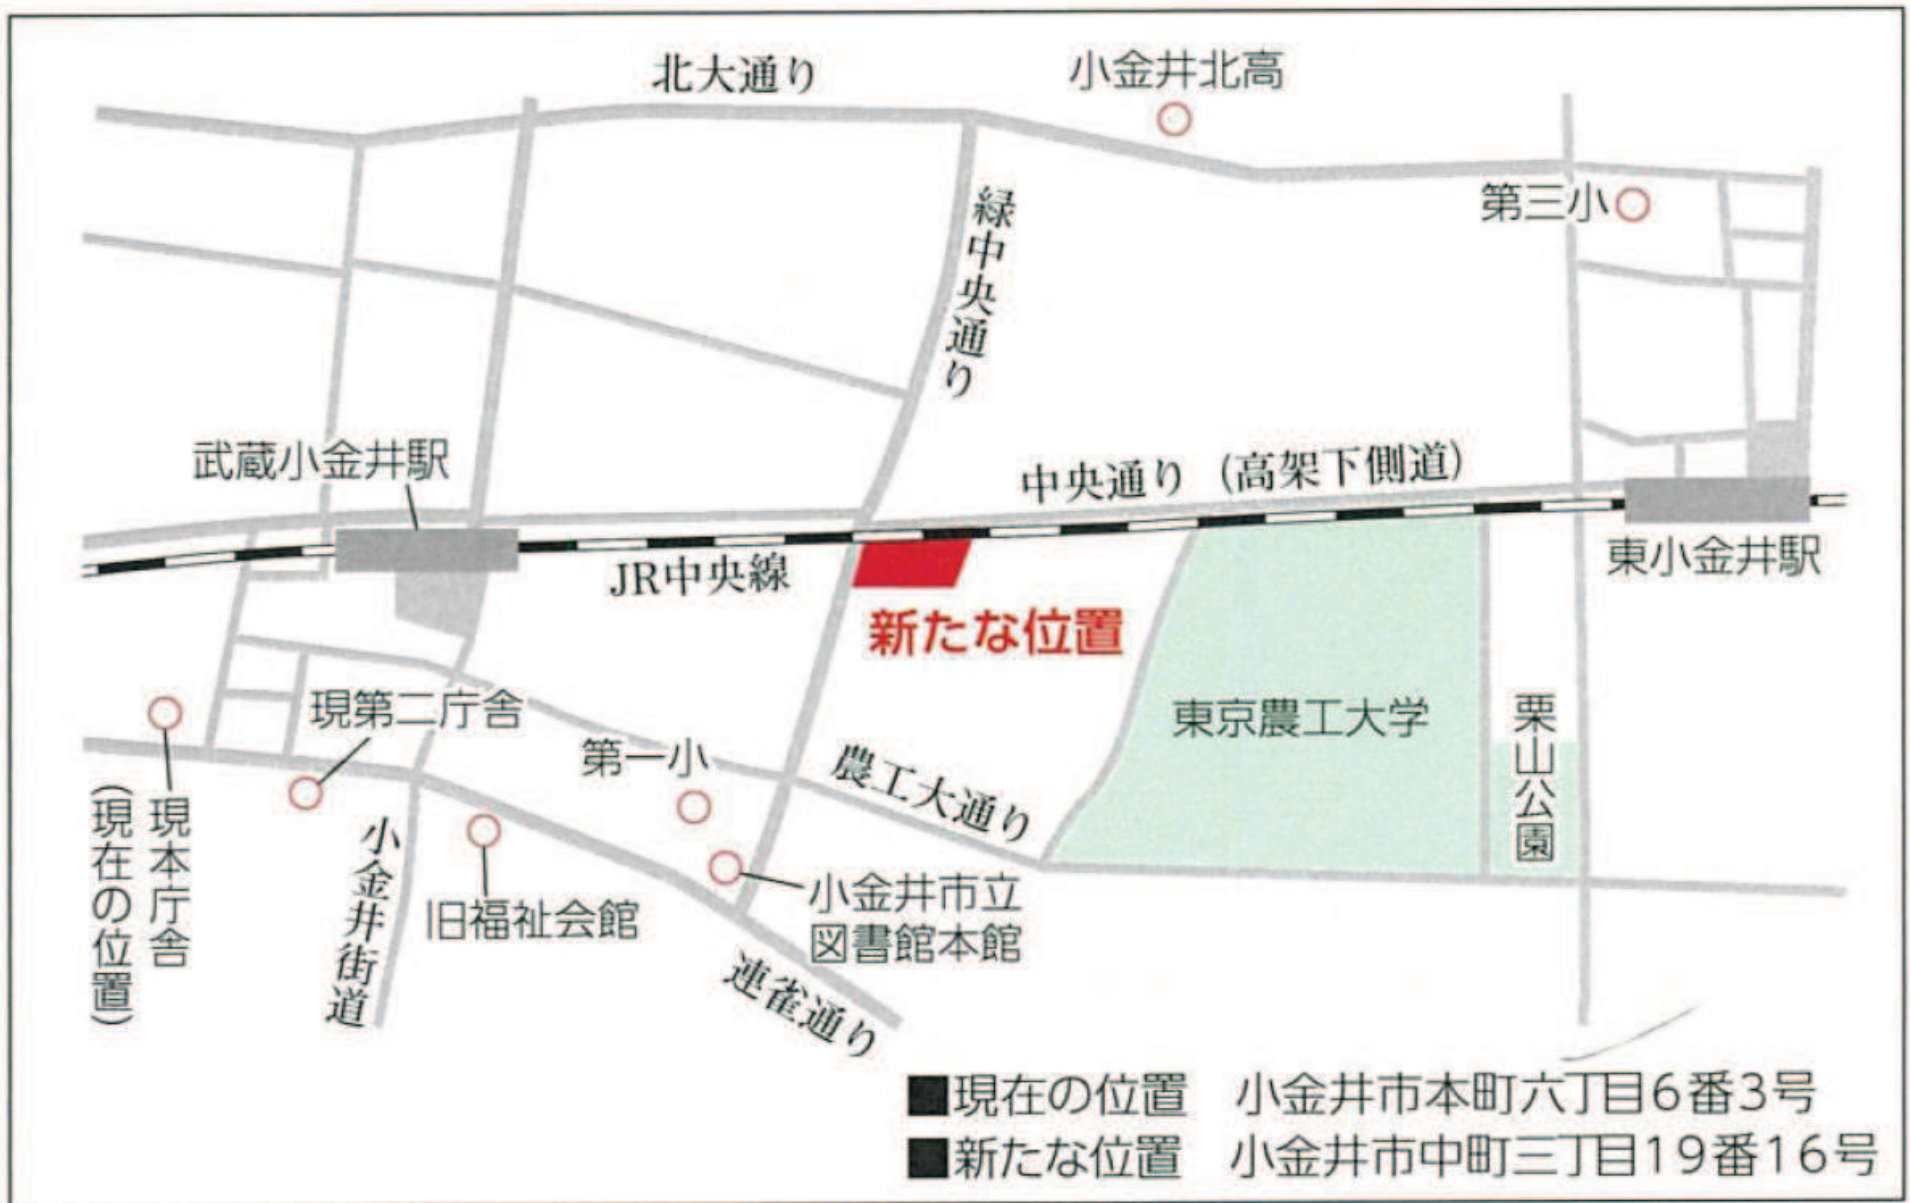 北大通り
小金井北高
第三小
緑中央通り
武蔵小金井駅
中央通り（高架下側道）
JR中央線
東小金井駅
新たな位置
現第二庁舎
東京農工大学
栗山公園
第一小
農工大通り
現本庁舎
（現在の位置）
小金井街道
旧福祉会館
小金井市立
図書館本館
連雀通り
■現在の位置　小金井市本町六丁目6番3号
■新たな位置　小金井市中町三丁目19番16号